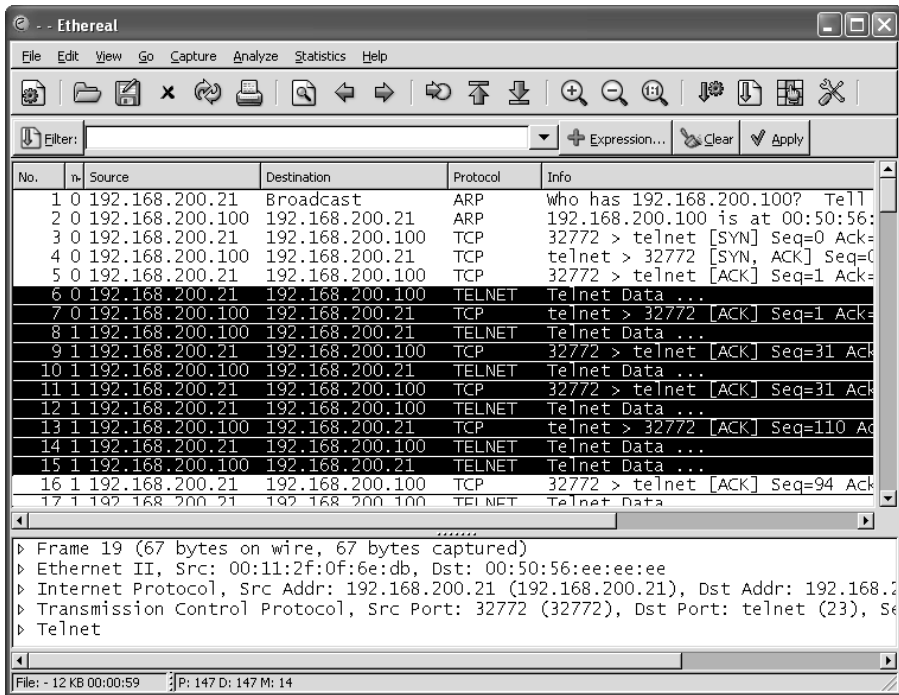 - - Ethereal
File Edit View Go Capture Analyze Statistics Help
Filter: Expression... Clear Apply
No. Source Destination Protocol Info
1 0 192.168.200.21 Broadcast ARP Who has 192.168.200.100? Tell
2 0 192.168.200.100 192.168.200.21 ARP 192.168.200.100 is at 00:50:56:
3 0 192.168.200.21 192.168.200.100 TCP 32772 > telnet [SYN] Seq=0 Ack=
4 0 192.168.200.100 192.168.200.21 TCP telnet > 32772 [SYN, ACK] Seq=0
5 0 192.168.200.21 192.168.200.100 TCP 32772 > telnet [ACK] Seq=1 Ack=
6 0 192.168.200.21 192.168.200.100 TELNET Telnet Data ...
7 0 192.168.200.100 192.168.200.21 TCP telnet > 32772 [ACK] Seq=1 Ack=
8 1 192.168.200.100 192.168.200.21 TELNET Telnet Data ...
9 1 192.168.200.21 192.168.200.100 TCP 32772 > telnet [ACK] Seq=31 Ack
10 1 192.168.200.100 192.168.200.21 TELNET Telnet Data ...
11 1 192.168.200.21 192.168.200.100 TCP 32772 > telnet [ACK] Seq=31 Ack
12 1 192.168.200.21 192.168.200.100 TELNET Telnet Data ...
13 1 192.168.200.100 192.168.200.21 TCP telnet > 32772 [ACK] Seq=110 Ac
14 1 192.168.200.21 192.168.200.100 TELNET Telnet Data ...
15 1 192.168.200.100 192.168.200.21 TELNET Telnet Data ...
16 1 192.168.200.21 192.168.200.100 TCP 32772 > telnet [ACK] Seq=94 Ack
17 1 192.168.200.21 192.168.200.100 TELNET Telnet Data
Frame 19 (67 bytes on wire, 67 bytes captured)
Ethernet II, Src: 00:11:2f:0f:6e:db, Dst: 00:50:56:ee:ee:ee
Internet Protocol, Src Addr: 192.168.200.21 (192.168.200.21), Dst Addr: 192.168.2
Transmission Control Protocol, Src Port: 32772 (32772), Dst Port: telnet (23), Se
Telnet
File: - 12 KB 00:00:59 P: 147 D: 147 M: 14